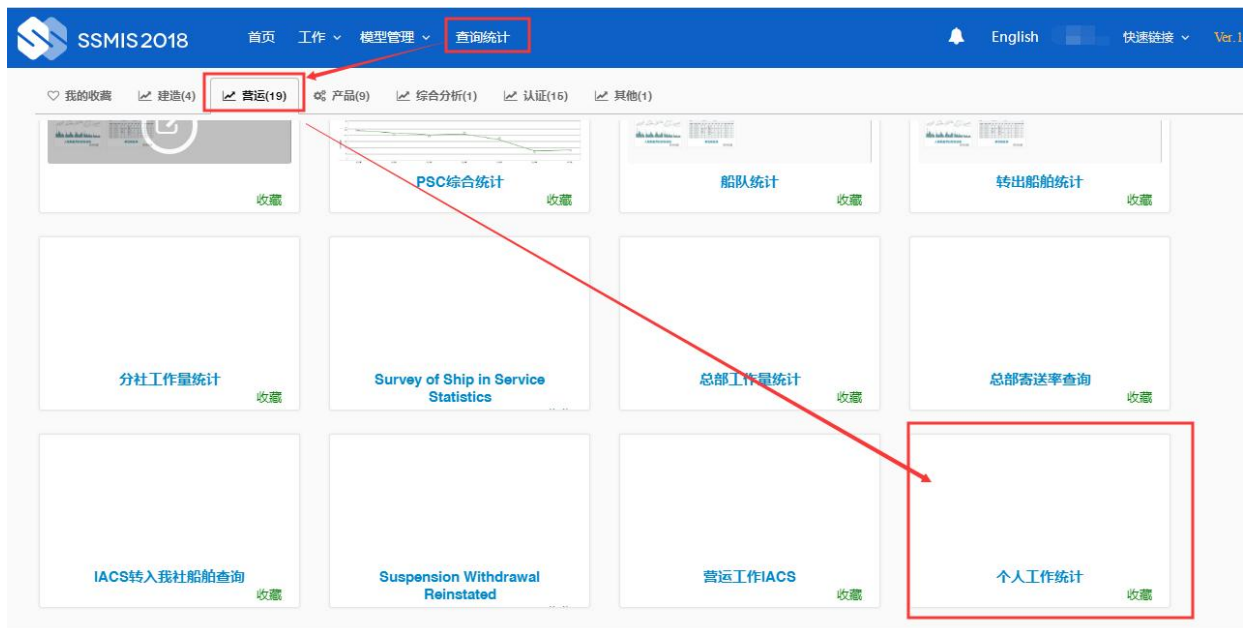 SSMIS2018 首页 工作 模型管理 查询统计 English 快速链接 Ver.1
我的收藏 建造(4) 营运(19) 产品(9) 综合分析(1) 认证(16) 其他(1)
PSC综合统计 船队统计 转出船舶统计
收藏 收藏 收藏 收藏
分社工作量统计 Survey of Ship in Service 总部工作量统计 总部寄送率查询
Statistics
收藏 收藏 收藏
IACS转入我社船舶查询 Suspension Withdrawal 营运工作IACS 个人工作统计
Reinstated
收藏 收藏 收藏